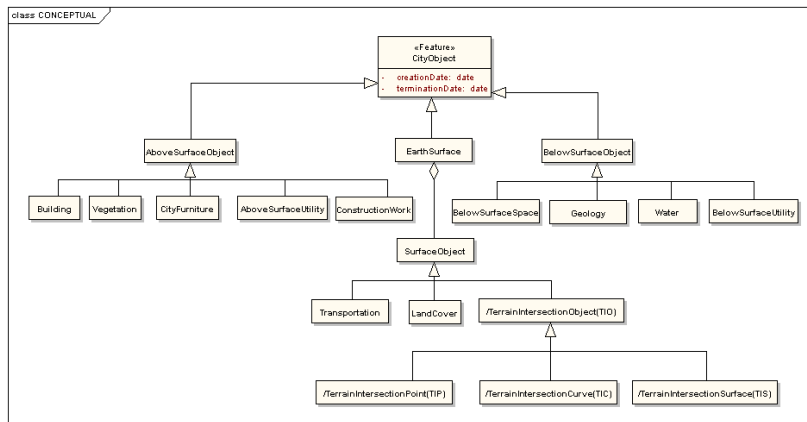 class CONCEPTUAL
«Feature»
CityObject
- creationDate: date
- terminationDate: date
AboveSurfaceObject
EarthSurface
BelowSurfaceObject
Building
Vegetation
CityFurniture
AboveSurfaceUtility
ConstructionWork
BelowSurfaceSpace
Geology
Water
BelowSurfaceUtility
SurfaceObject
Transportation
LandCover
/TerrainIntersectionObject(TIO)
/TerrainIntersectionPoint(TIP)
/TerrainIntersectionCurve(TIC)
/TerrainIntersectionSurface(TIS)